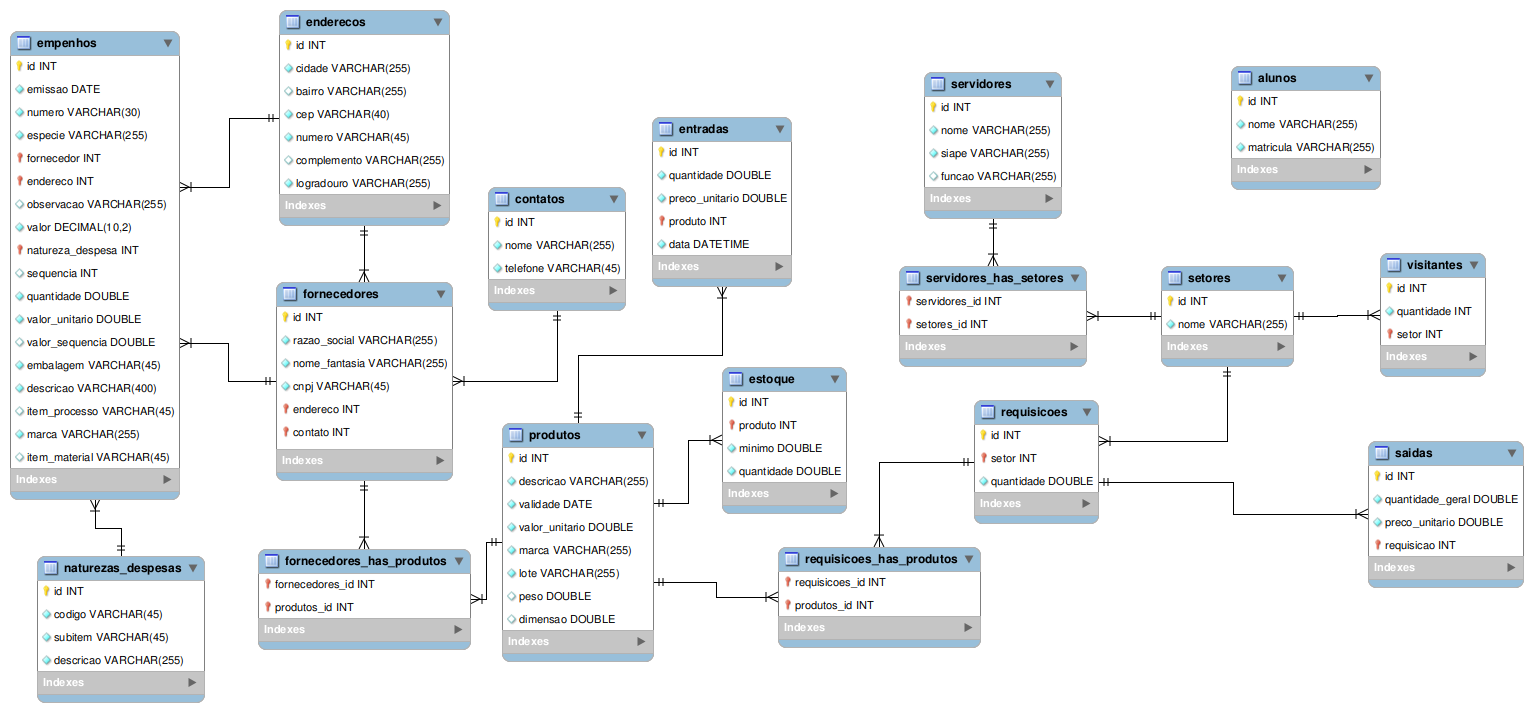 empenhos
id INT
emissao DATE
numero VARCHAR(30)
especie VARCHAR(255)
fornecedor INT
endereco INT
observacao VARCHAR(255)
valor DECIMAL(10,2)
natureza_despesa INT
sequencia INT
quantidade DOUBLE
valor_unitario DOUBLE
valor_sequencia DOUBLE
embalagem VARCHAR(45)
descricao VARCHAR(400)
item_processo VARCHAR(45)
marca VARCHAR(255)
item_material VARCHAR(45)
Indexes
enderecos
id INT
cidade VARCHAR(255)
bairro VARCHAR(255)
cep VARCHAR(40)
numero VARCHAR(45)
complemento VARCHAR(255)
logradouro VARCHAR(255)
Indexes
contatos
id INT
nome VARCHAR(255)
telefone VARCHAR(45)
Indexes
entradas
id INT
quantidade DOUBLE
preco_unitario DOUBLE
produto INT
data DATETIME
Indexes
servidores
id INT
nome VARCHAR(255)
siape VARCHAR(255)
funcao VARCHAR(255)
Indexes
alunos
id INT
nome VARCHAR(255)
matricula VARCHAR(255)
Indexes
fornecedores
id INT
razao_social VARCHAR(255)
nome_fantasia VARCHAR(255)
cnpj VARCHAR(45)
endereco INT
contato INT
Indexes
servidores_has_setores
servidores_id INT
setores_id INT
Indexes
setores
id INT
nome VARCHAR(255)
Indexes
visitantes
id INT
quantidade INT
setor INT
Indexes
estoque
id INT
produto INT
minimo DOUBLE
quantidade DOUBLE
Indexes
produtos
id INT
descricao VARCHAR(255)
validade DATE
valor_unitario DOUBLE
marca VARCHAR(255)
lote VARCHAR(255)
peso DOUBLE
dimensao DOUBLE
Indexes
requisicoes
id INT
setor INT
quantidade DOUBLE
Indexes
saidas
id INT
quantidade_geral DOUBLE
preco_unitario DOUBLE
requisicao INT
Indexes
naturezas_despesas
id INT
codigo VARCHAR(45)
subitem VARCHAR(45)
descricao VARCHAR(255)
Indexes
fornecedores_has_produtos
fornecedores_id INT
produtos_id INT
Indexes
requisicoes_has_produtos
requisicoes_id INT
produtos_id INT
Indexes